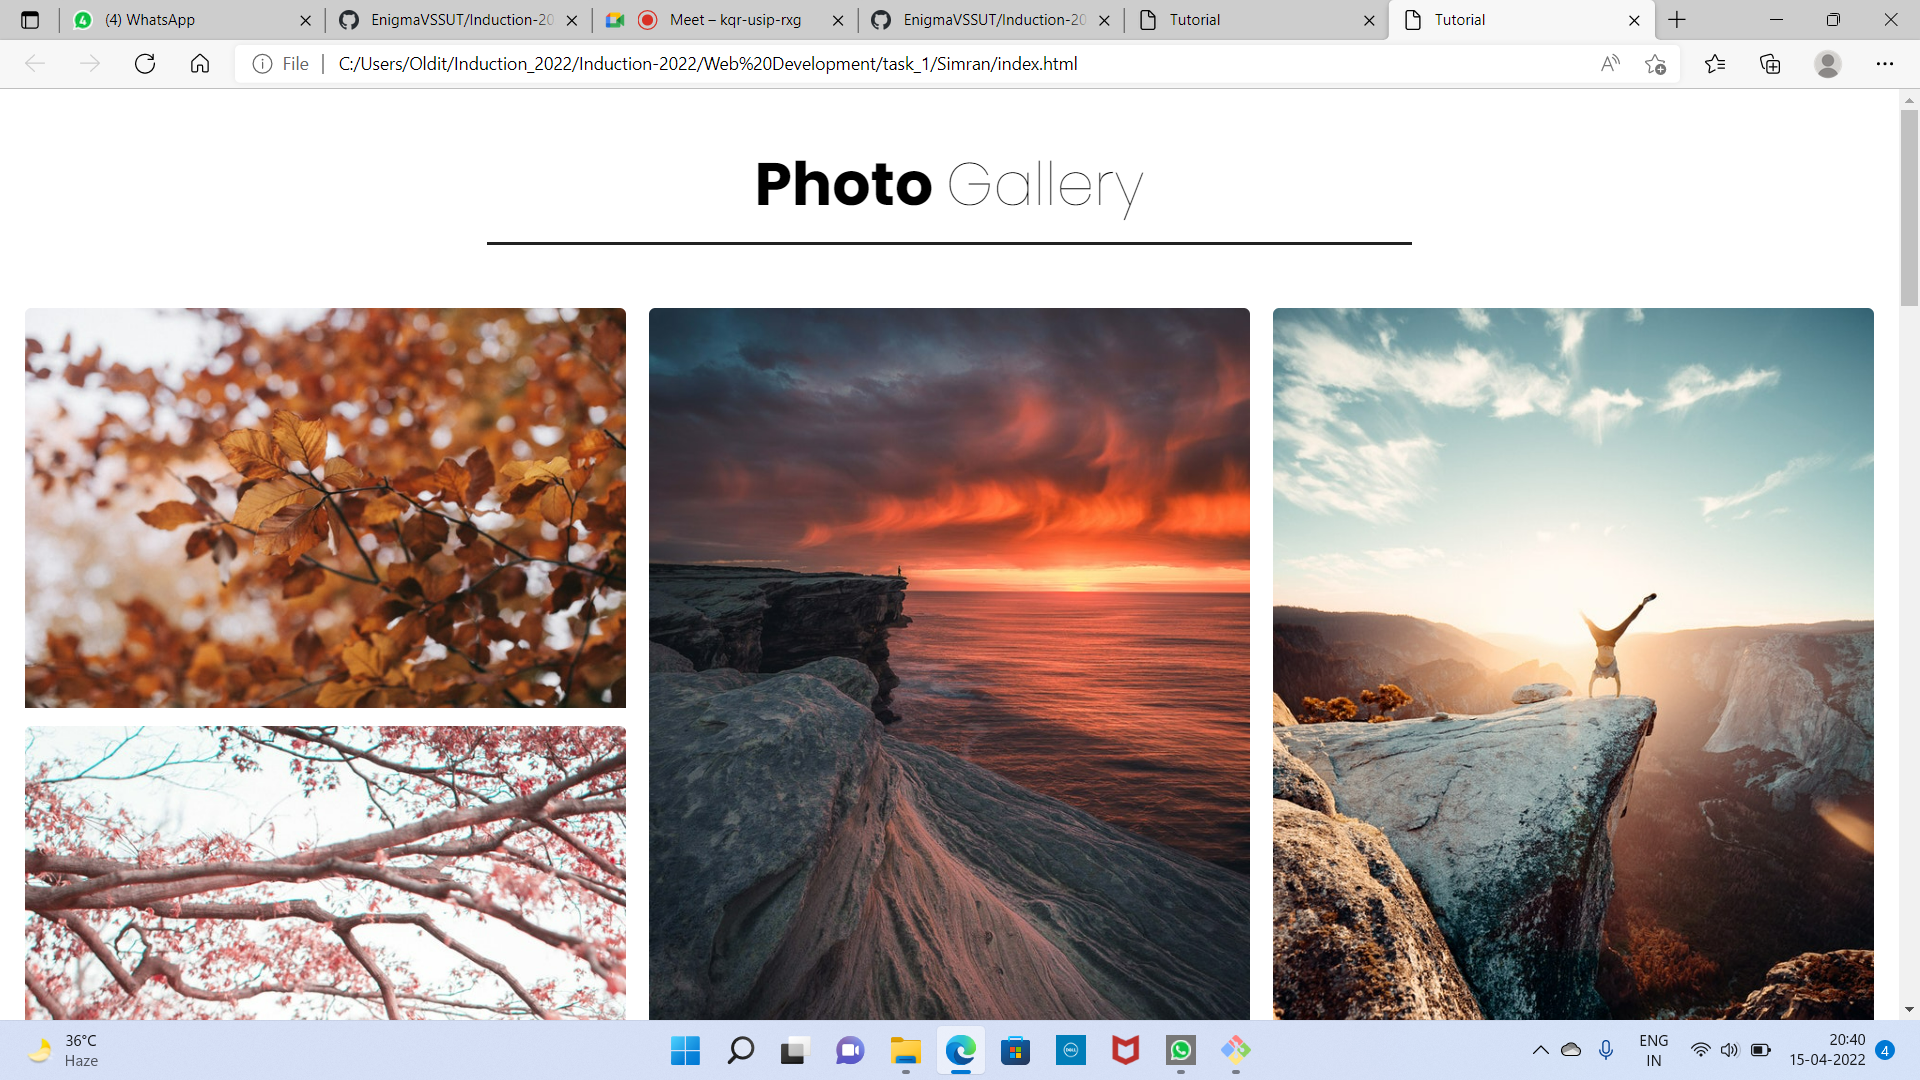 (4) WhatsApp
EnigmaVSSUT/Induction-20
Meet – kqr-usip-rxg
EnigmaVSSUT/Induction-20
Tutorial
Tutorial
File
C:/Users/Oldit/Induction_2022/Induction-2022/Web%20Development/task_1/Simran/index.html
Photo Gallery
36°C
Haze
ENG
IN
20:40
15-04-2022
4